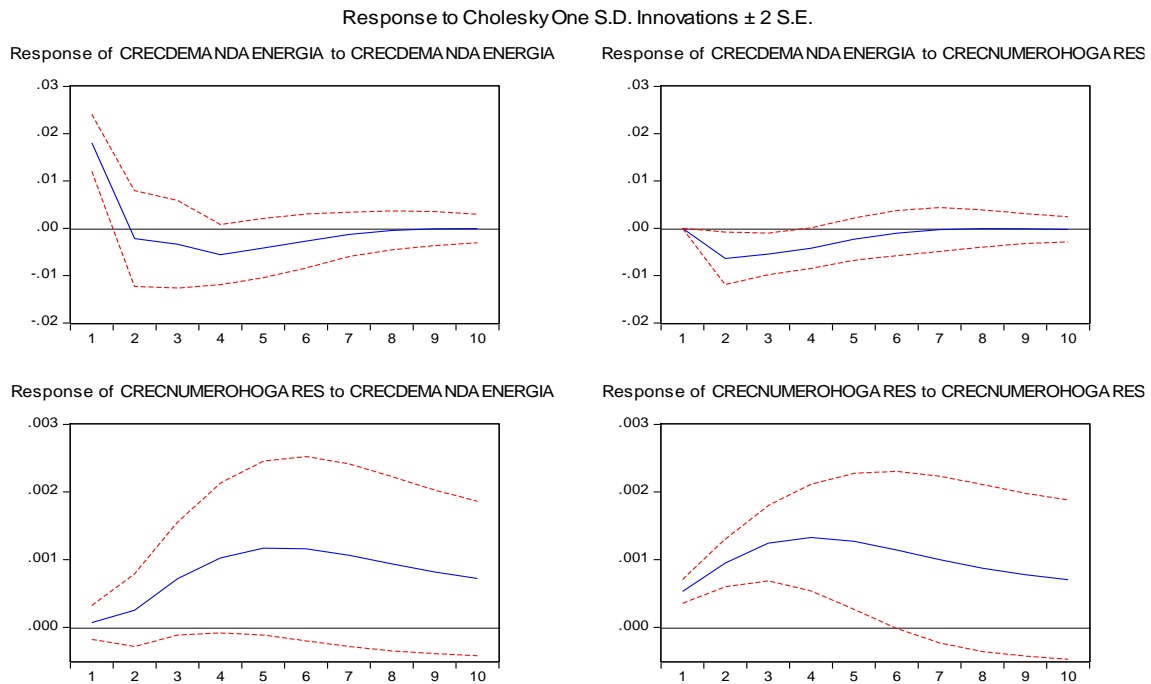 Response to Cholesky One S.D. Innovations ± 2 S.E.
Response of CRECDEMANDAENERGIA to CRECDEMANDAENERGIA
.03
.02
.01
.00
-.01
-.02
1 2 3 4 5 6 7 8 9 10
Response of CRECDEMANDAENERGIA to CRECNUMEROHOGARES
.03
.02
.01
.00
-.01
-.02
1 2 3 4 5 6 7 8 9 10
Response of CRECNUMEROHOGARES to CRECDEMANDAENERGIA
.003
.002
.001
.000
1 2 3 4 5 6 7 8 9 10
Response of CRECNUMEROHOGARES to CRECNUMEROHOGARES
.003
.002
.001
.000
1 2 3 4 5 6 7 8 9 10